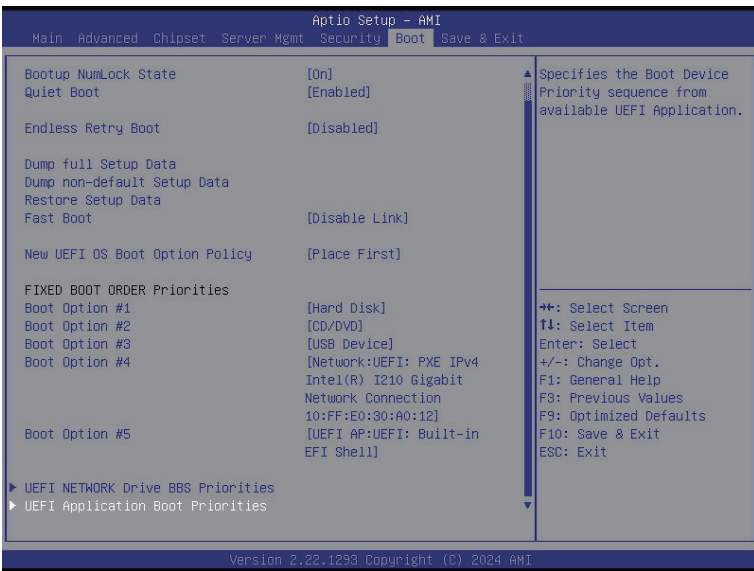 Aptio Setup – AMI
Main Advanced Chipset Server Mgmt Security Boot Save & Exit
Bootup NumLock State [On]
Quiet Boot [Enabled]
Endless Retry Boot [Disabled]
Dump full Setup Data
Dump non-default Setup Data
Restore Setup Data
Fast Boot [Disable Link]
New UEFI OS Boot Option Policy [Place First]
FIXED BOOT ORDER Priorities
Boot Option #1 [Hard Disk]
Boot Option #2 [CD/DVD]
Boot Option #3 [USB Device]
Boot Option #4 [Network:UEFI: PXE IPv4
Intel(R) I210 Gigabit
Network Connection
10:FF:E0:30:A0:12]
Boot Option #5 [UEFI AP:UEFI: Built-in
EFI Shell]
UEFI NETWORK Drive BBS Priorities
UEFI Application Boot Priorities
Specifies the Boot Device
Priority sequence from
available UEFI Application.
→←: Select Screen
↑↓: Select Item
Enter: Select
+/-: Change Opt.
F1: General Help
F3: Previous Values
F9: Optimized Defaults
F10: Save & Exit
ESC: Exit
Version 2.22.1293 Copyright (C) 2024 AMI